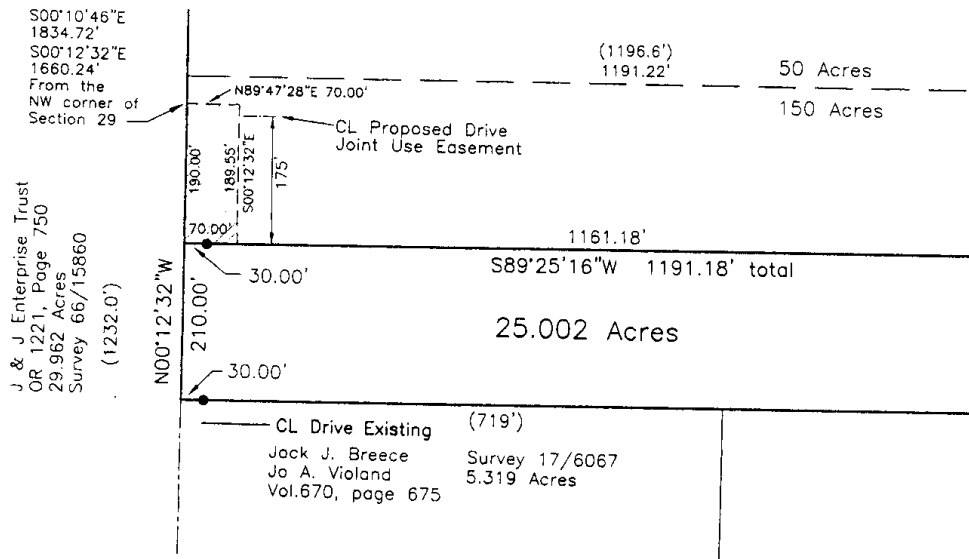 S00°10'46"E
1834.72'
S00°12'32"E
1660.24'
From the
NW corner of
Section 29
(1196.6')
1191.22'
50 Acres
150 Acres
N89°47'28"E 70.00'
CL Proposed Drive
Joint Use Easement
190.00'
189.55'
S00°12'32"E
175'
70.00'
1161.18'
30.00'
S89°25'16"W 1191.18' total
J & J Enterprise Trust
OR 1221, Page 750
29.962 Acres
Survey 66/15860
(1232.0')
N00°12'32"W
210.00'
25.002 Acres
30.00'
CL Drive Existing
(719')
Jack J. Breece
Jo A. Violand
Vol.670, page 675
Survey 17/6067
5.319 Acres